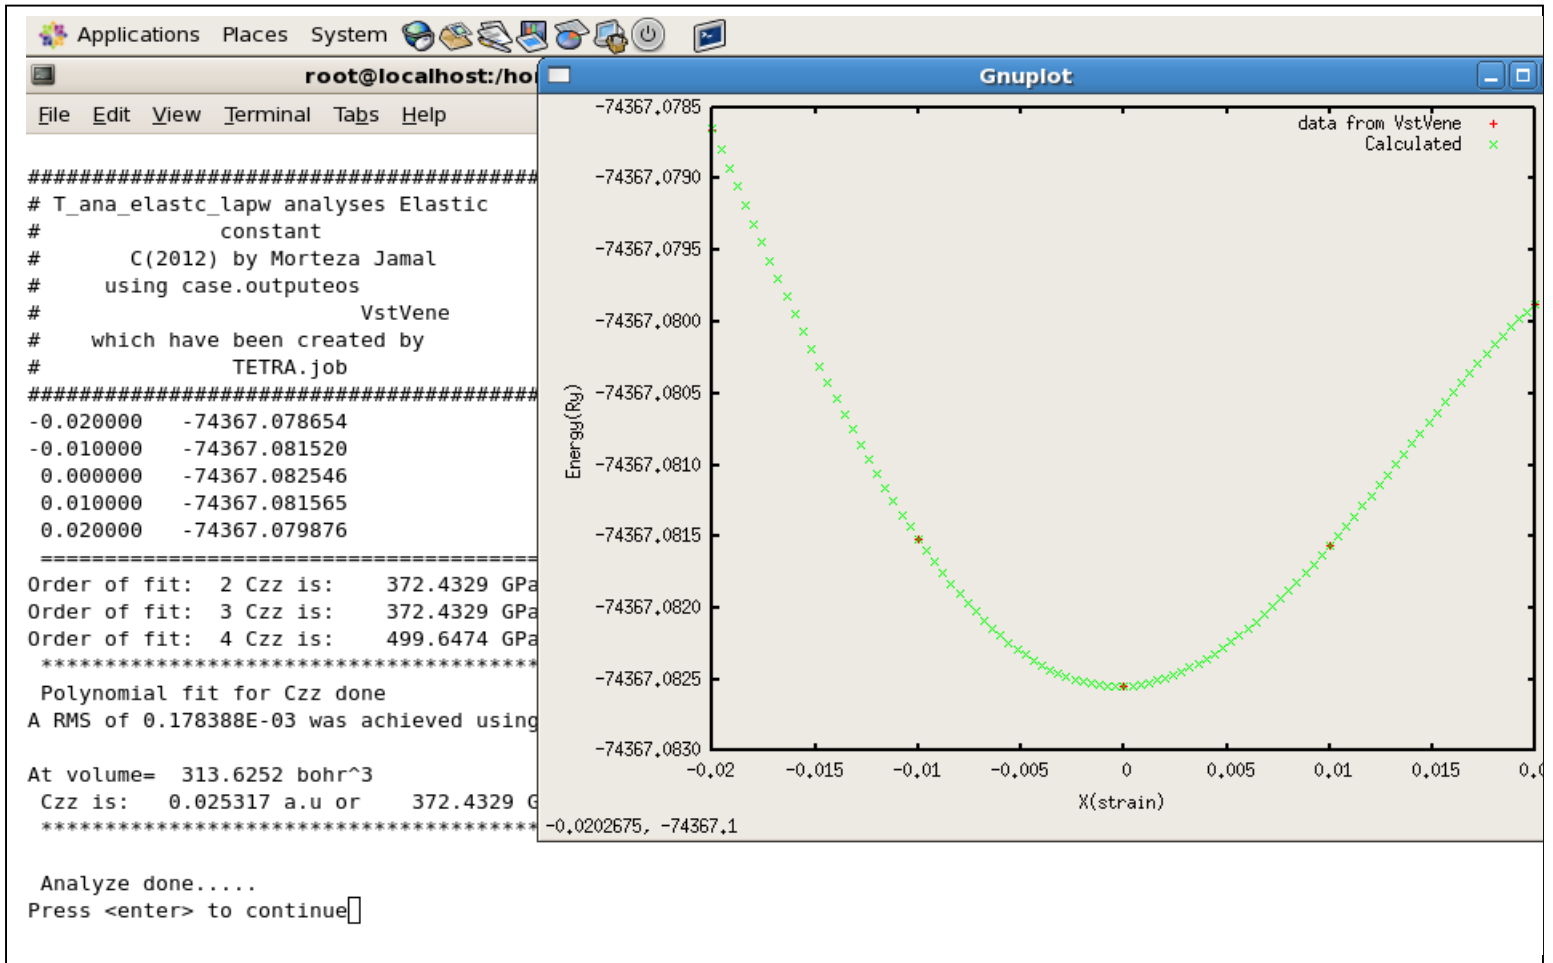 Applications Places System
root@localhost:/ho
File Edit View Terminal Tabs Help
########################################
# T_ana_elastc_lapw analyses Elastic
# constant
# C(2012) by Morteza Jamal
# using case.outputeos
# VstVene
# which have been created by
# TETRA.job
########################################
-0.020000 -74367.078654
-0.010000 -74367.081520
0.000000 -74367.082546
0.010000 -74367.081565
0.020000 -74367.079876
=======================================
Order of fit: 2 Czz is: 372.4329 GPa
Order of fit: 3 Czz is: 372.4329 GPa
Order of fit: 4 Czz is: 499.6474 GPa
***************************************
Polynomial fit for Czz done
A RMS of 0.178388E-03 was achieved using
At volume= 313.6252 bohr^3
Czz is: 0.025317 a.u or 372.4329 G
***************************************
Analyze done.....
Press <enter> to continue
Gnuplot
data from VstVene
Calculated
-74367.0785
-74367.0790
-74367.0795
-74367.0800
-74367.0805
-74367.0810
-74367.0815
-74367.0820
-74367.0825
-74367.0830
Energy(Ry)
-0.02 -0.015 -0.01 -0.005 0 0.005 0.01 0.015 0.0
X(strain)
-0.0202675, -74367.1